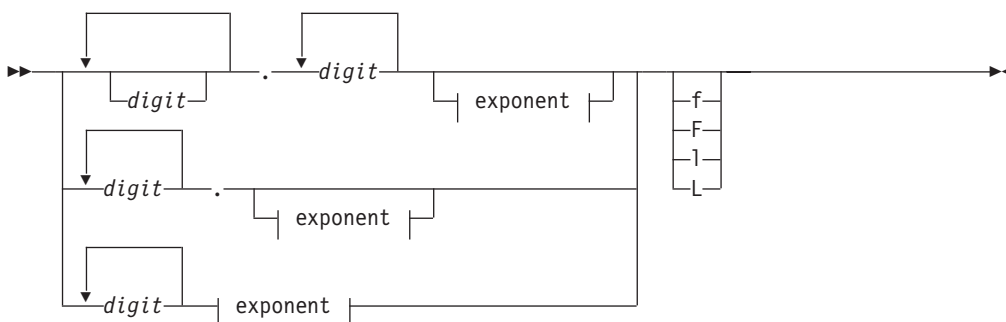 . digit
digit exponent f
F
l
digit . L
exponent
digit exponent